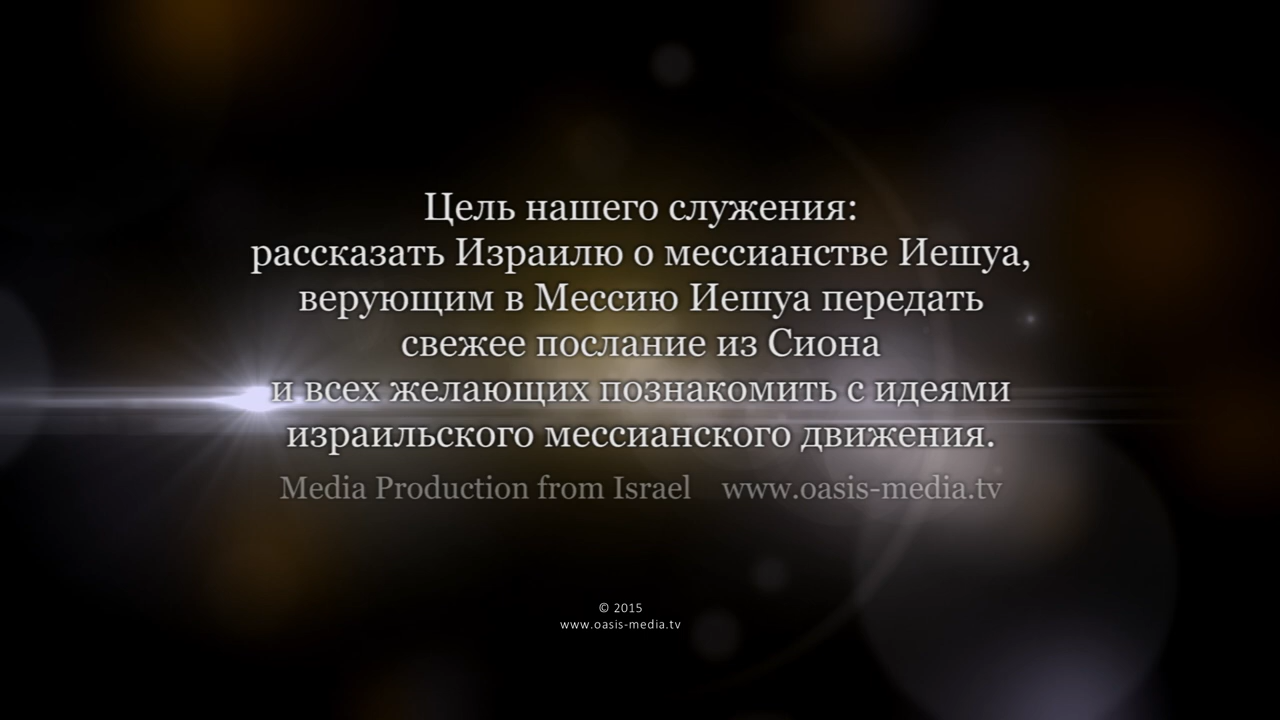 Цель нашего служения:
рассказать Израилю о мессианстве Иешуа,
верующим в Мессию Иешуа передать
свежее послание из Сиона
и всех желающих познакомить с идеями
израильского мессианского движения.
Media Production from Israel www.oasis-media.tv
© 2015
www.oasis-media.tv